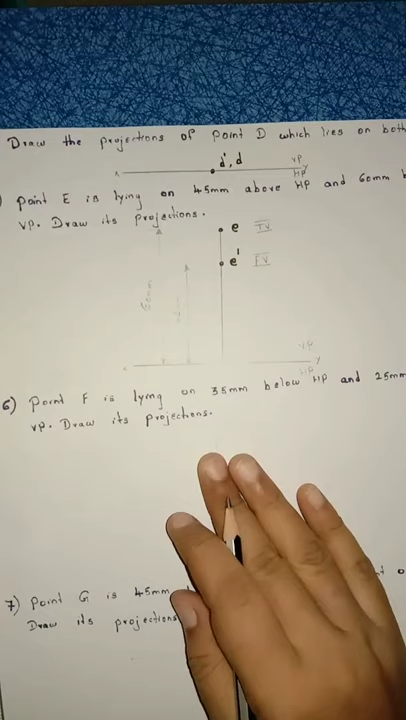 Draw the projections of point D which lies on both
d', d
VP
x y
HP
point E is lying on 45mm above HP and 60mm
VP. Draw its projections.
e TV
e' FV
60mm
VP
x y
HP
6) Point F is lying on 35mm below HP and 25mm
VP. Draw its projections.
7) Point G is 45mm
Draw its projections